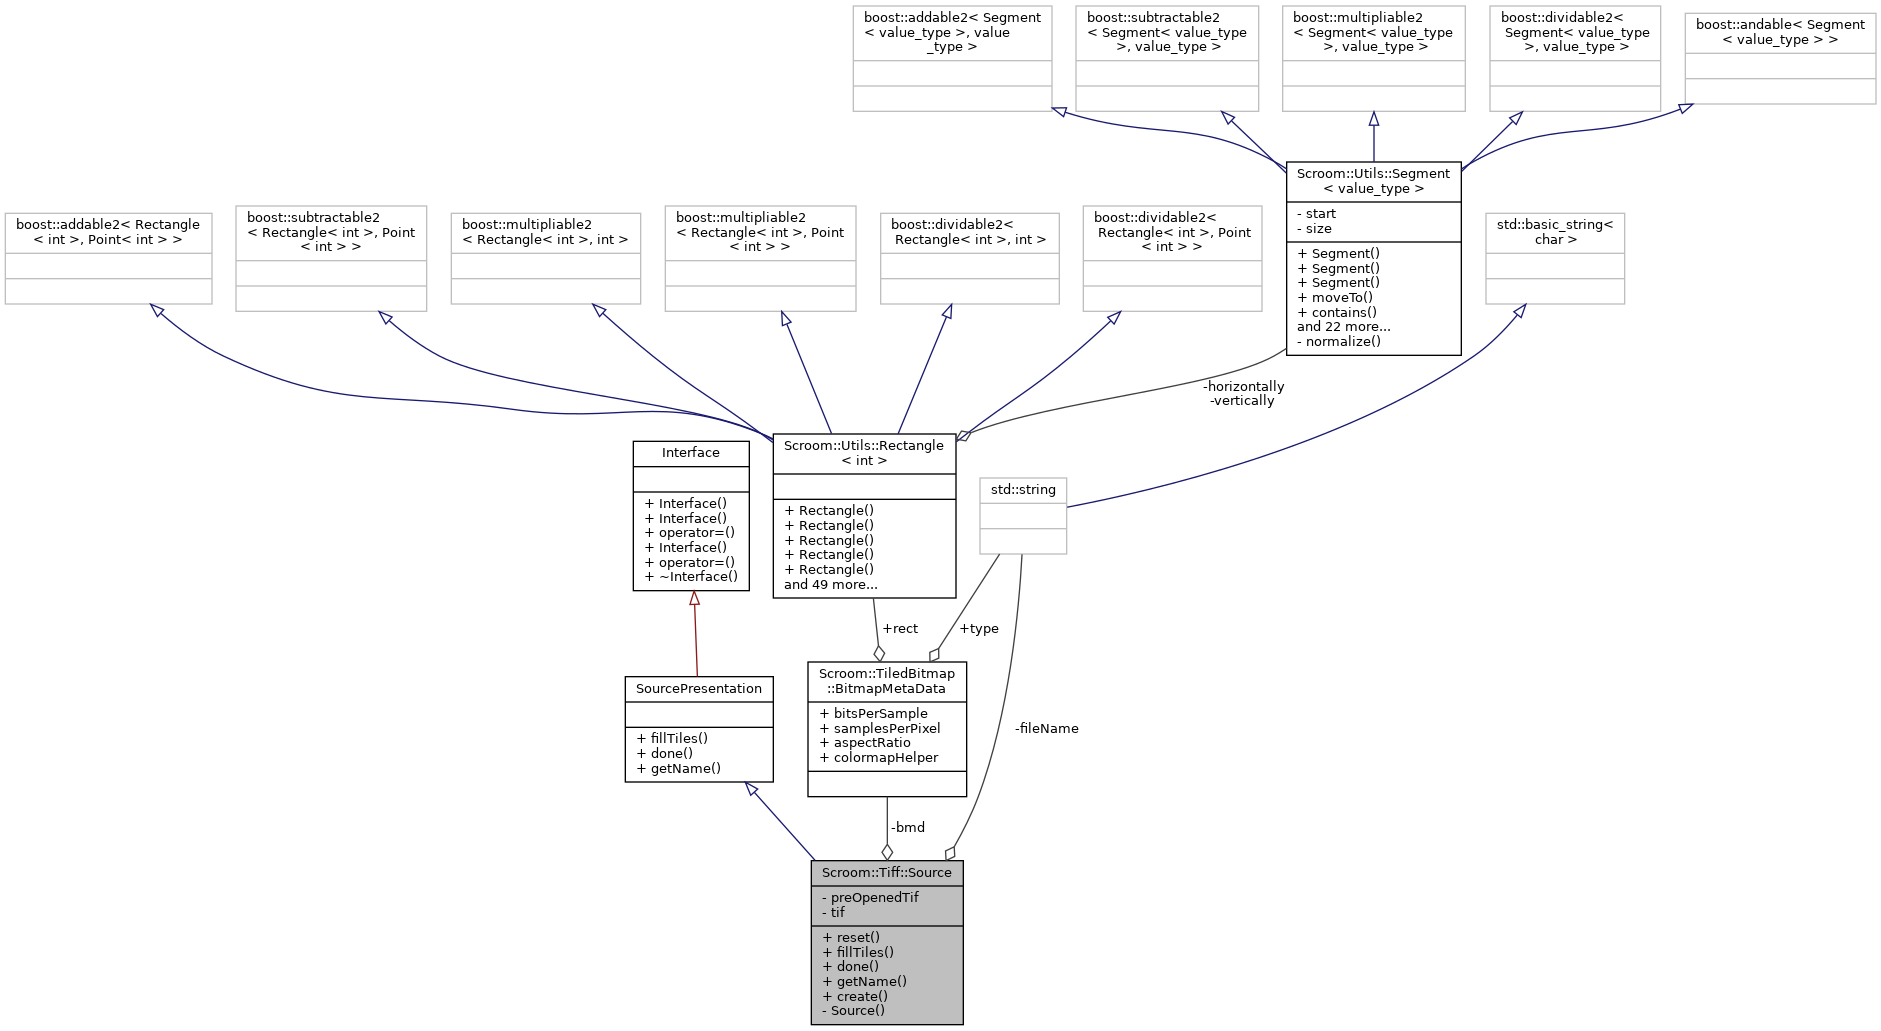 boost::addable2< Segment
< value_type >, value
_type >
boost::subtractable2
< Segment< value_type
>, value_type >
boost::multipliable2
< Segment< value_type
>, value_type >
boost::dividable2<
Segment< value_type
>, value_type >
boost::andable< Segment
< value_type > >
Scroom::Utils::Segment
< value_type >
- start
- size
+ Segment()
+ Segment()
+ Segment()
+ moveTo()
+ contains()
and 22 more...
- normalize()
boost::addable2< Rectangle
< int >, Point< int > >
boost::subtractable2
< Rectangle< int >, Point
< int > >
boost::multipliable2
< Rectangle< int >, int >
boost::multipliable2
< Rectangle< int >, Point
< int > >
boost::dividable2<
Rectangle< int >, int >
boost::dividable2<
Rectangle< int >, Point
< int > >
std::basic_string<
char >
-horizontally
-vertically
Interface
+ Interface()
+ Interface()
+ operator=()
+ Interface()
+ operator=()
+ ~Interface()
Scroom::Utils::Rectangle
< int >
+ Rectangle()
+ Rectangle()
+ Rectangle()
+ Rectangle()
+ Rectangle()
and 49 more...
std::string
+rect
+type
SourcePresentation
+ fillTiles()
+ done()
+ getName()
Scroom::TiledBitmap
::BitmapMetaData
+ bitsPerSample
+ samplesPerPixel
+ aspectRatio
+ colormapHelper
-fileName
-bmd
Scroom::Tiff::Source
- preOpenedTif
- tif
+ reset()
+ fillTiles()
+ done()
+ getName()
+ create()
- Source()